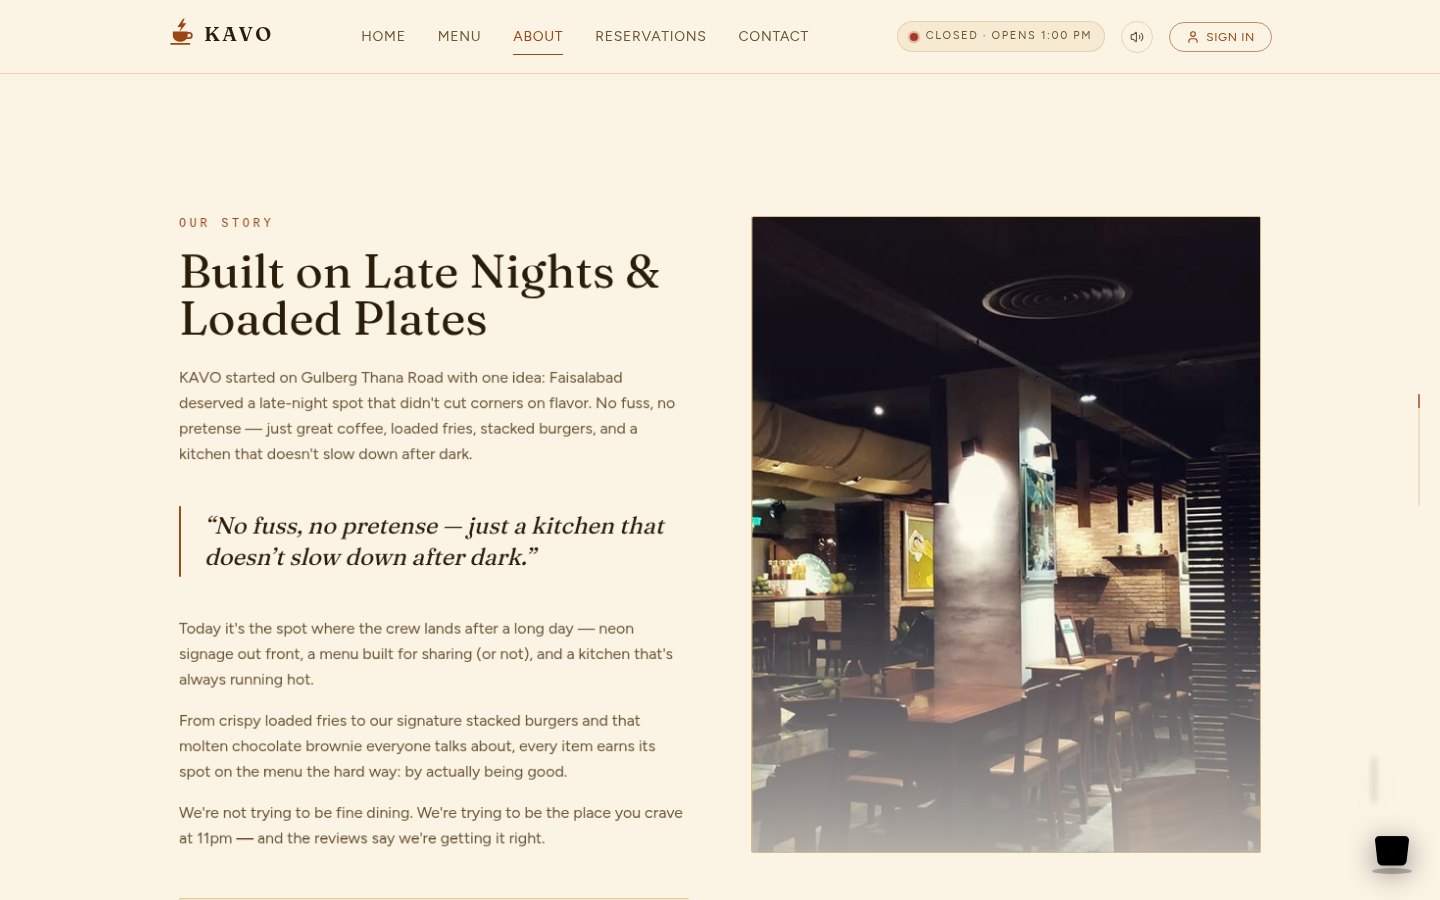 KAVO
HOME
MENU
ABOUT
RESERVATIONS
CONTACT
CLOSED · OPENS 1:00 PM
SIGN IN
OUR STORY
Built on Late Nights &
Loaded Plates
KAVO started on Gulberg Thana Road with one idea: Faisalabad
deserved a late-night spot that didn't cut corners on flavor. No fuss, no
pretense — just great coffee, loaded fries, stacked burgers, and a
kitchen that doesn't slow down after dark.
“No fuss, no pretense — just a kitchen that
doesn’t slow down after dark.”
Today it's the spot where the crew lands after a long day — neon
signage out front, a menu built for sharing (or not), and a kitchen that's
always running hot.
From crispy loaded fries to our signature stacked burgers and that
molten chocolate brownie everyone talks about, every item earns its
spot on the menu the hard way: by actually being good.
We're not trying to be fine dining. We're trying to be the place you crave
at 11pm — and the reviews say we're getting it right.